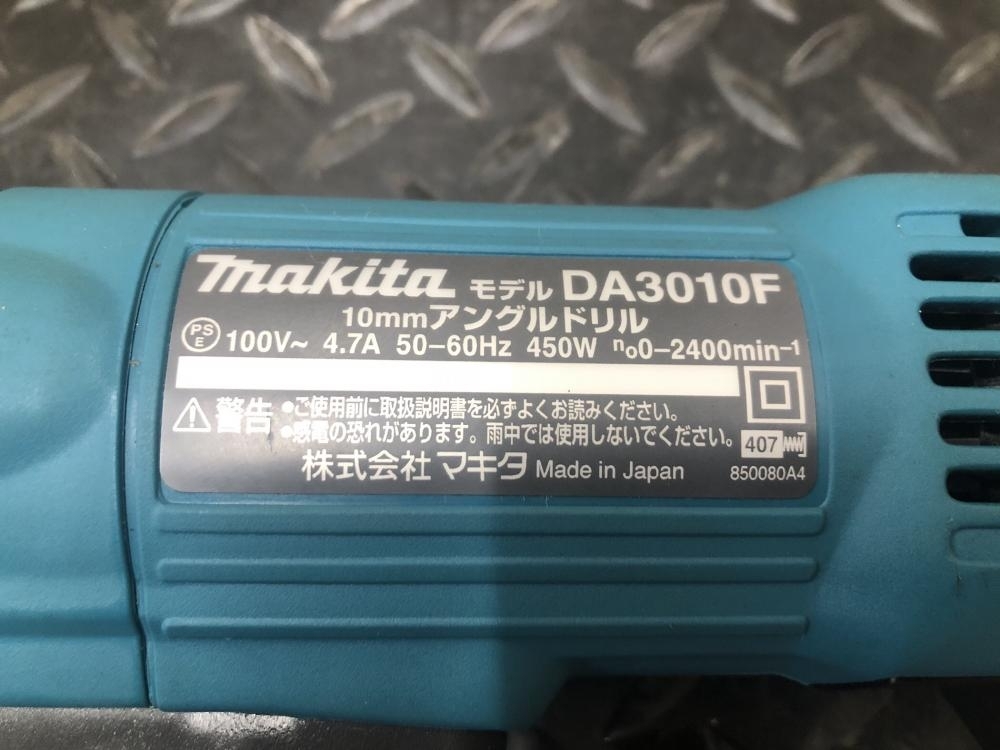 makita モデル DA3010F
10mmアングルドリル
PS E 100V~ 4.7A 50-60Hz 450W no0-2400min-1
警告 •ご使用前に取扱説明書を必ずよくお読みください。
•感電の恐れがあります。雨中では使用しないでください。 407
株式会社 マキタ Made in Japan 850080A4